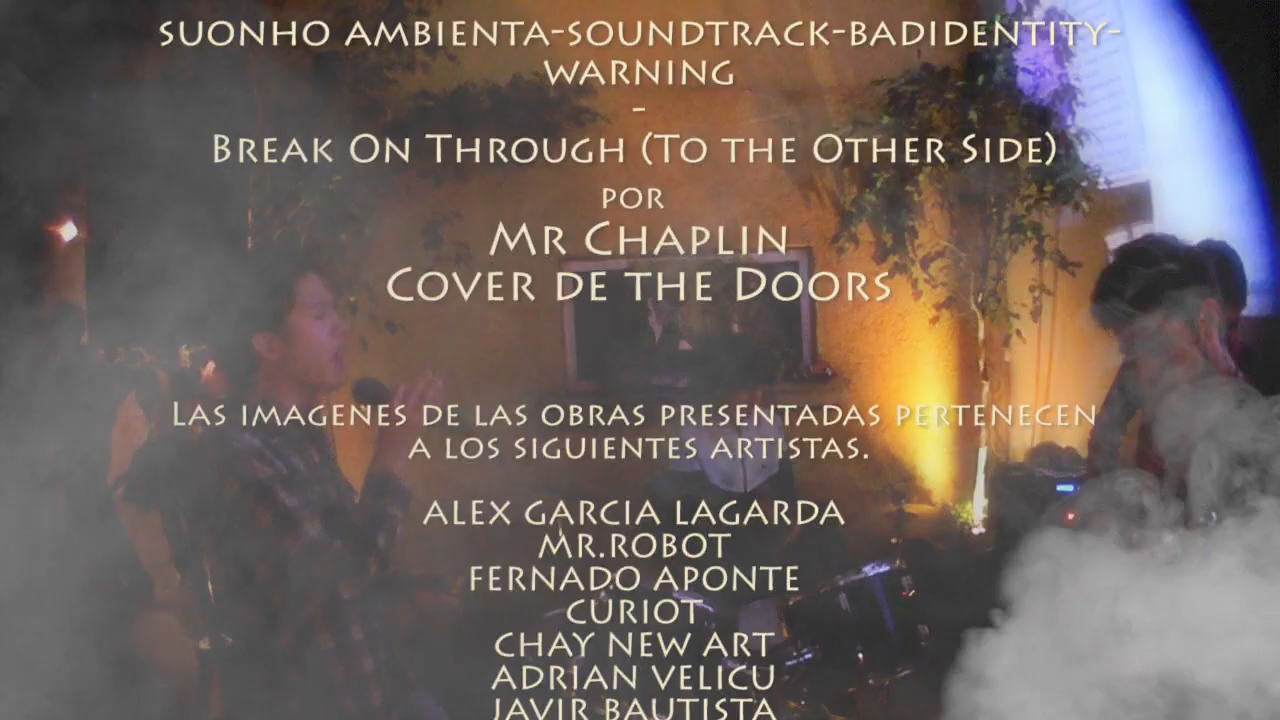 SUONHO AMBIENTA-SOUNDTRACK-BADIDENTITY-
WARNING
-
BREAK ON THROUGH (TO THE OTHER SIDE)
POR
MR CHAPLIN
COVER DE THE DOORS
LAS IMAGENES DE LAS OBRAS PRESENTADAS PERTENECEN
A LOS SIGUIENTES ARTISTAS.
ALEX GARCIA LAGARDA
MR.ROBOT
FERNADO APONTE
CURIOT
CHAY NEW ART
ADRIAN VELICU
JAVIR BAUTISTA